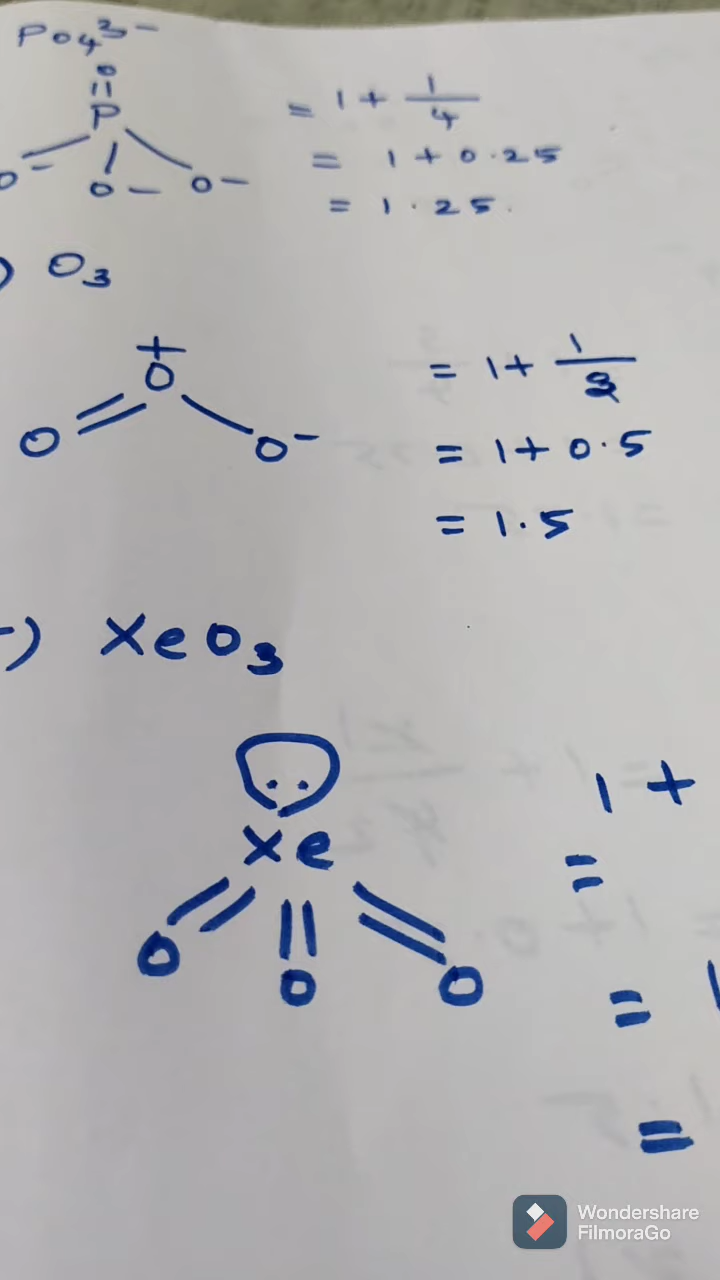 PO4 3-
O
P
O - O - O -
= 1 + 1/4
= 1 + 0.25
= 1.25.
) O3
+
O
O O-
= 1 + 1/2
= 1 + 0.5
= 1.5
) XeO3
..
Xe
O O O
1 +
=
= 1
=
Wondershare
FilmoraGo